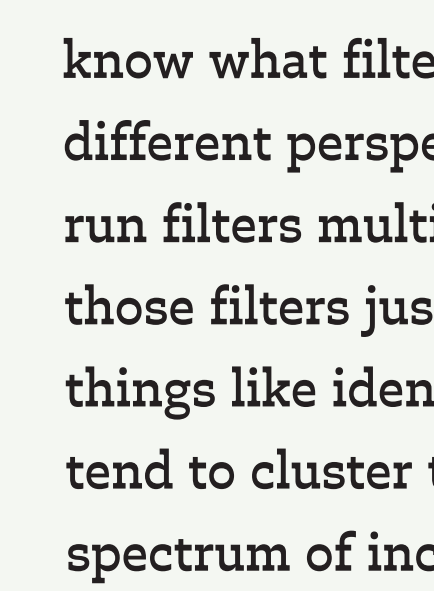 know what filte
different perspe
run filters multi
those filters jus
things like iden
tend to cluster t
spectrum of inc